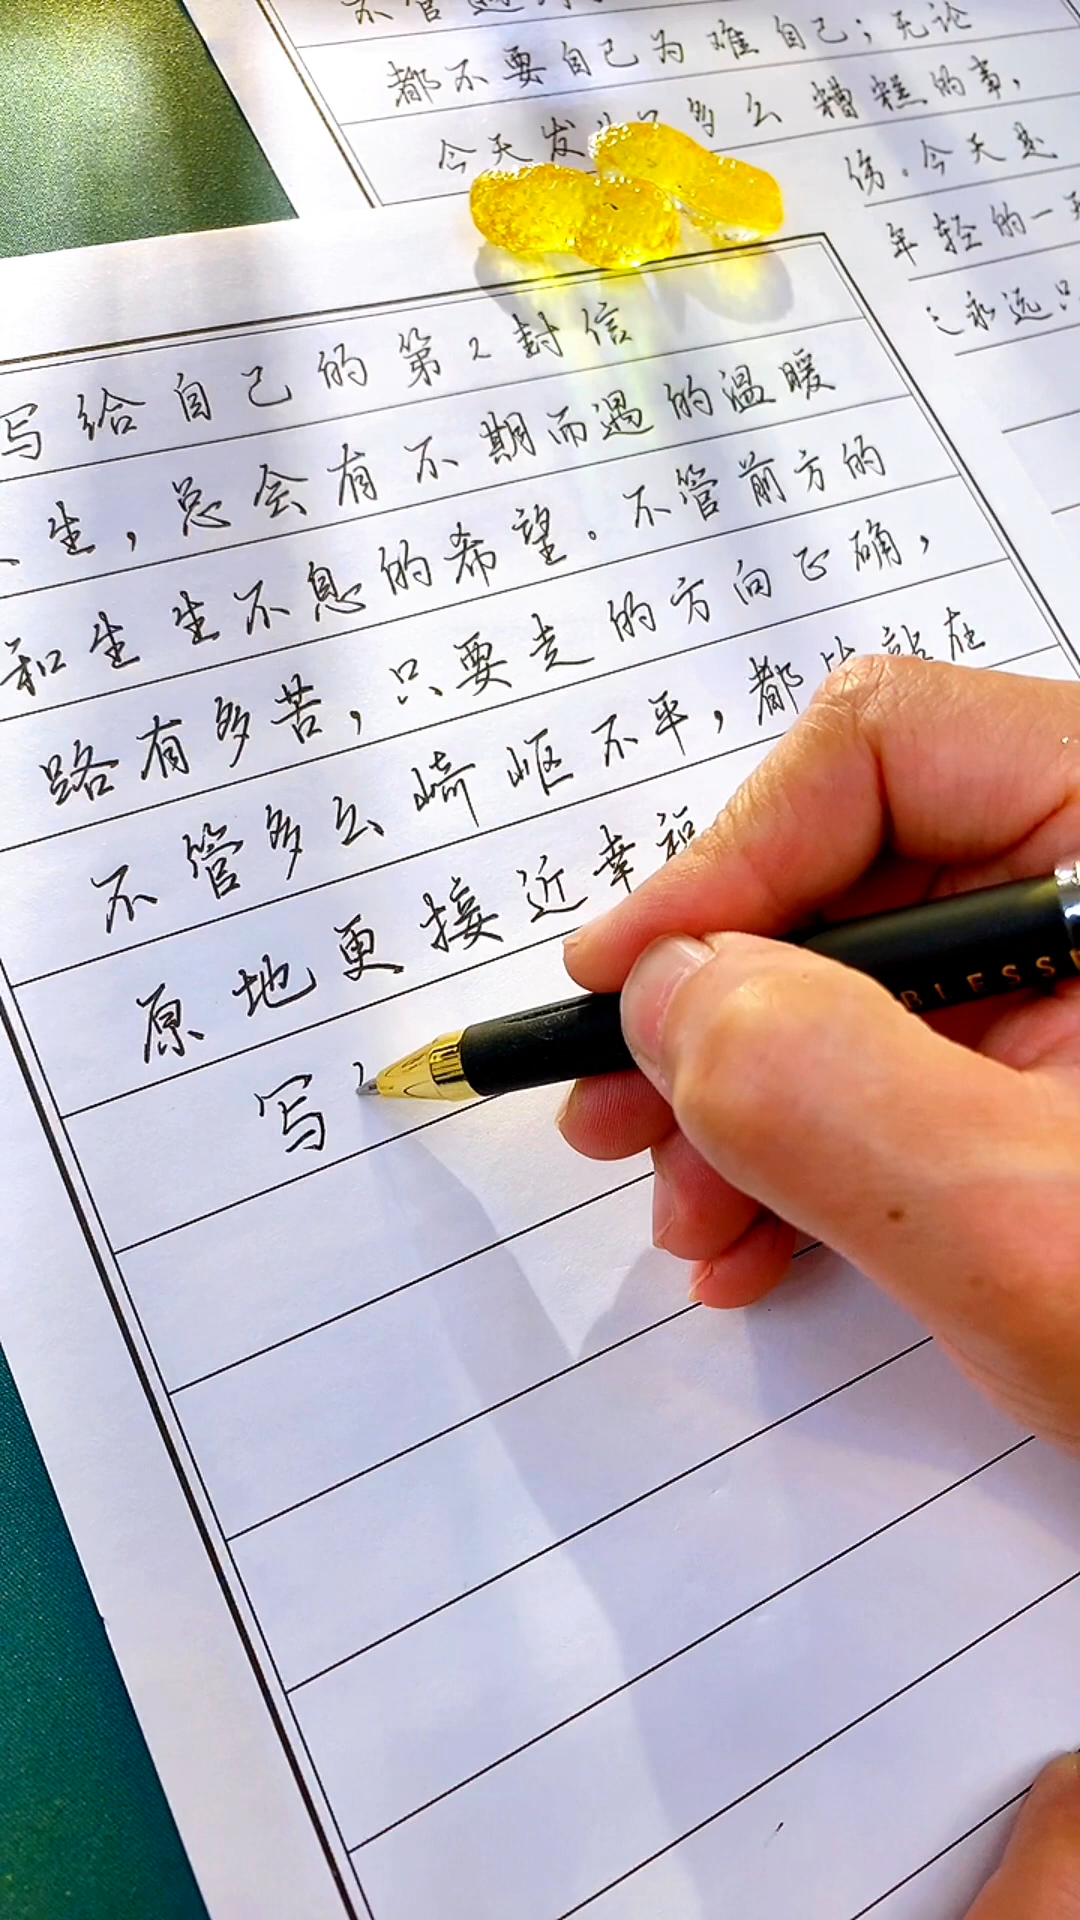 都不要自己为难自己；无论
今天发多么糟糕的事，
伤。今天是
年轻的一
永远只
写给自己的第2封信
生，总会有不期而遇的温暖
和生生不息的希望。不管前方的
路有多苦，只要走的方向正确，
不管多么崎岖不平，都比站在
原地更接近幸福
写
BLESS